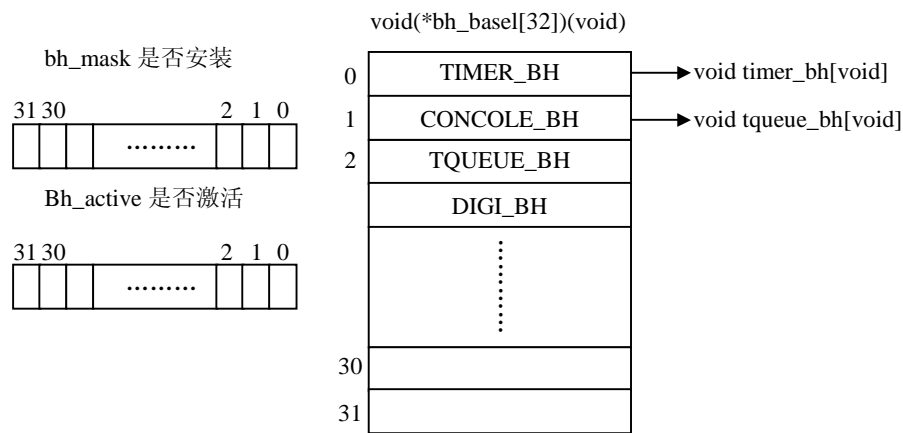 void(*bh_basel[32])(void)
bh_mask 是否安装
31 30 ……… 2 1 0
Bh_active 是否激活
31 30 ……… 2 1 0
0 TIMER_BH void timer_bh[void]
1 CONCOLE_BH void tqueue_bh[void]
2 TQUEUE_BH
DIGI_BH
30
31